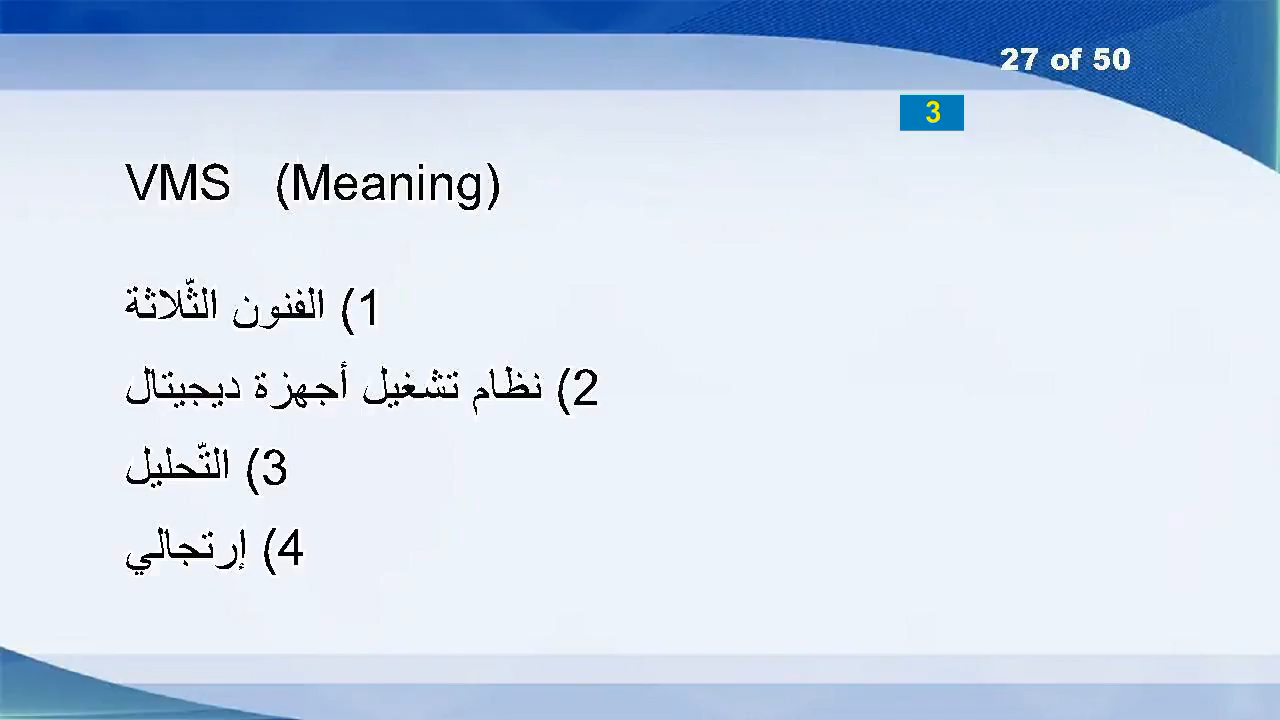 27 of 50
3
VMS (Meaning)
1) الفنون الثّلاثة
2) نظام تشغيل أجهزة ديجيتال
3) التّحليل
4) إرتجالي